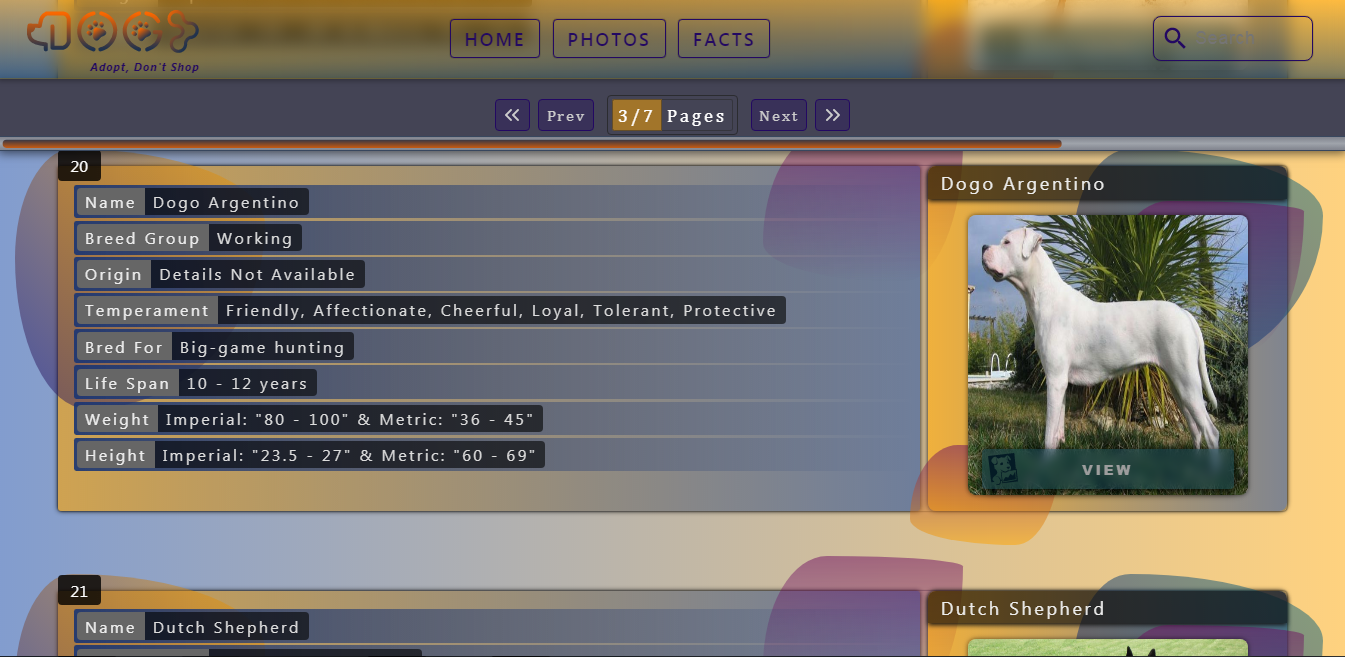 DOGS
Adopt, Don't Shop
HOME PHOTOS FACTS
Search
Prev 3/7 Pages Next
20
Name Dogo Argentino
Breed Group Working
Origin Details Not Available
Temperament Friendly, Affectionate, Cheerful, Loyal, Tolerant, Protective
Bred For Big-game hunting
Life Span 10 - 12 years
Weight Imperial: "80 - 100" & Metric: "36 - 45"
Height Imperial: "23.5 - 27" & Metric: "60 - 69"
Dogo Argentino
VIEW
21
Name Dutch Shepherd
Dutch Shepherd